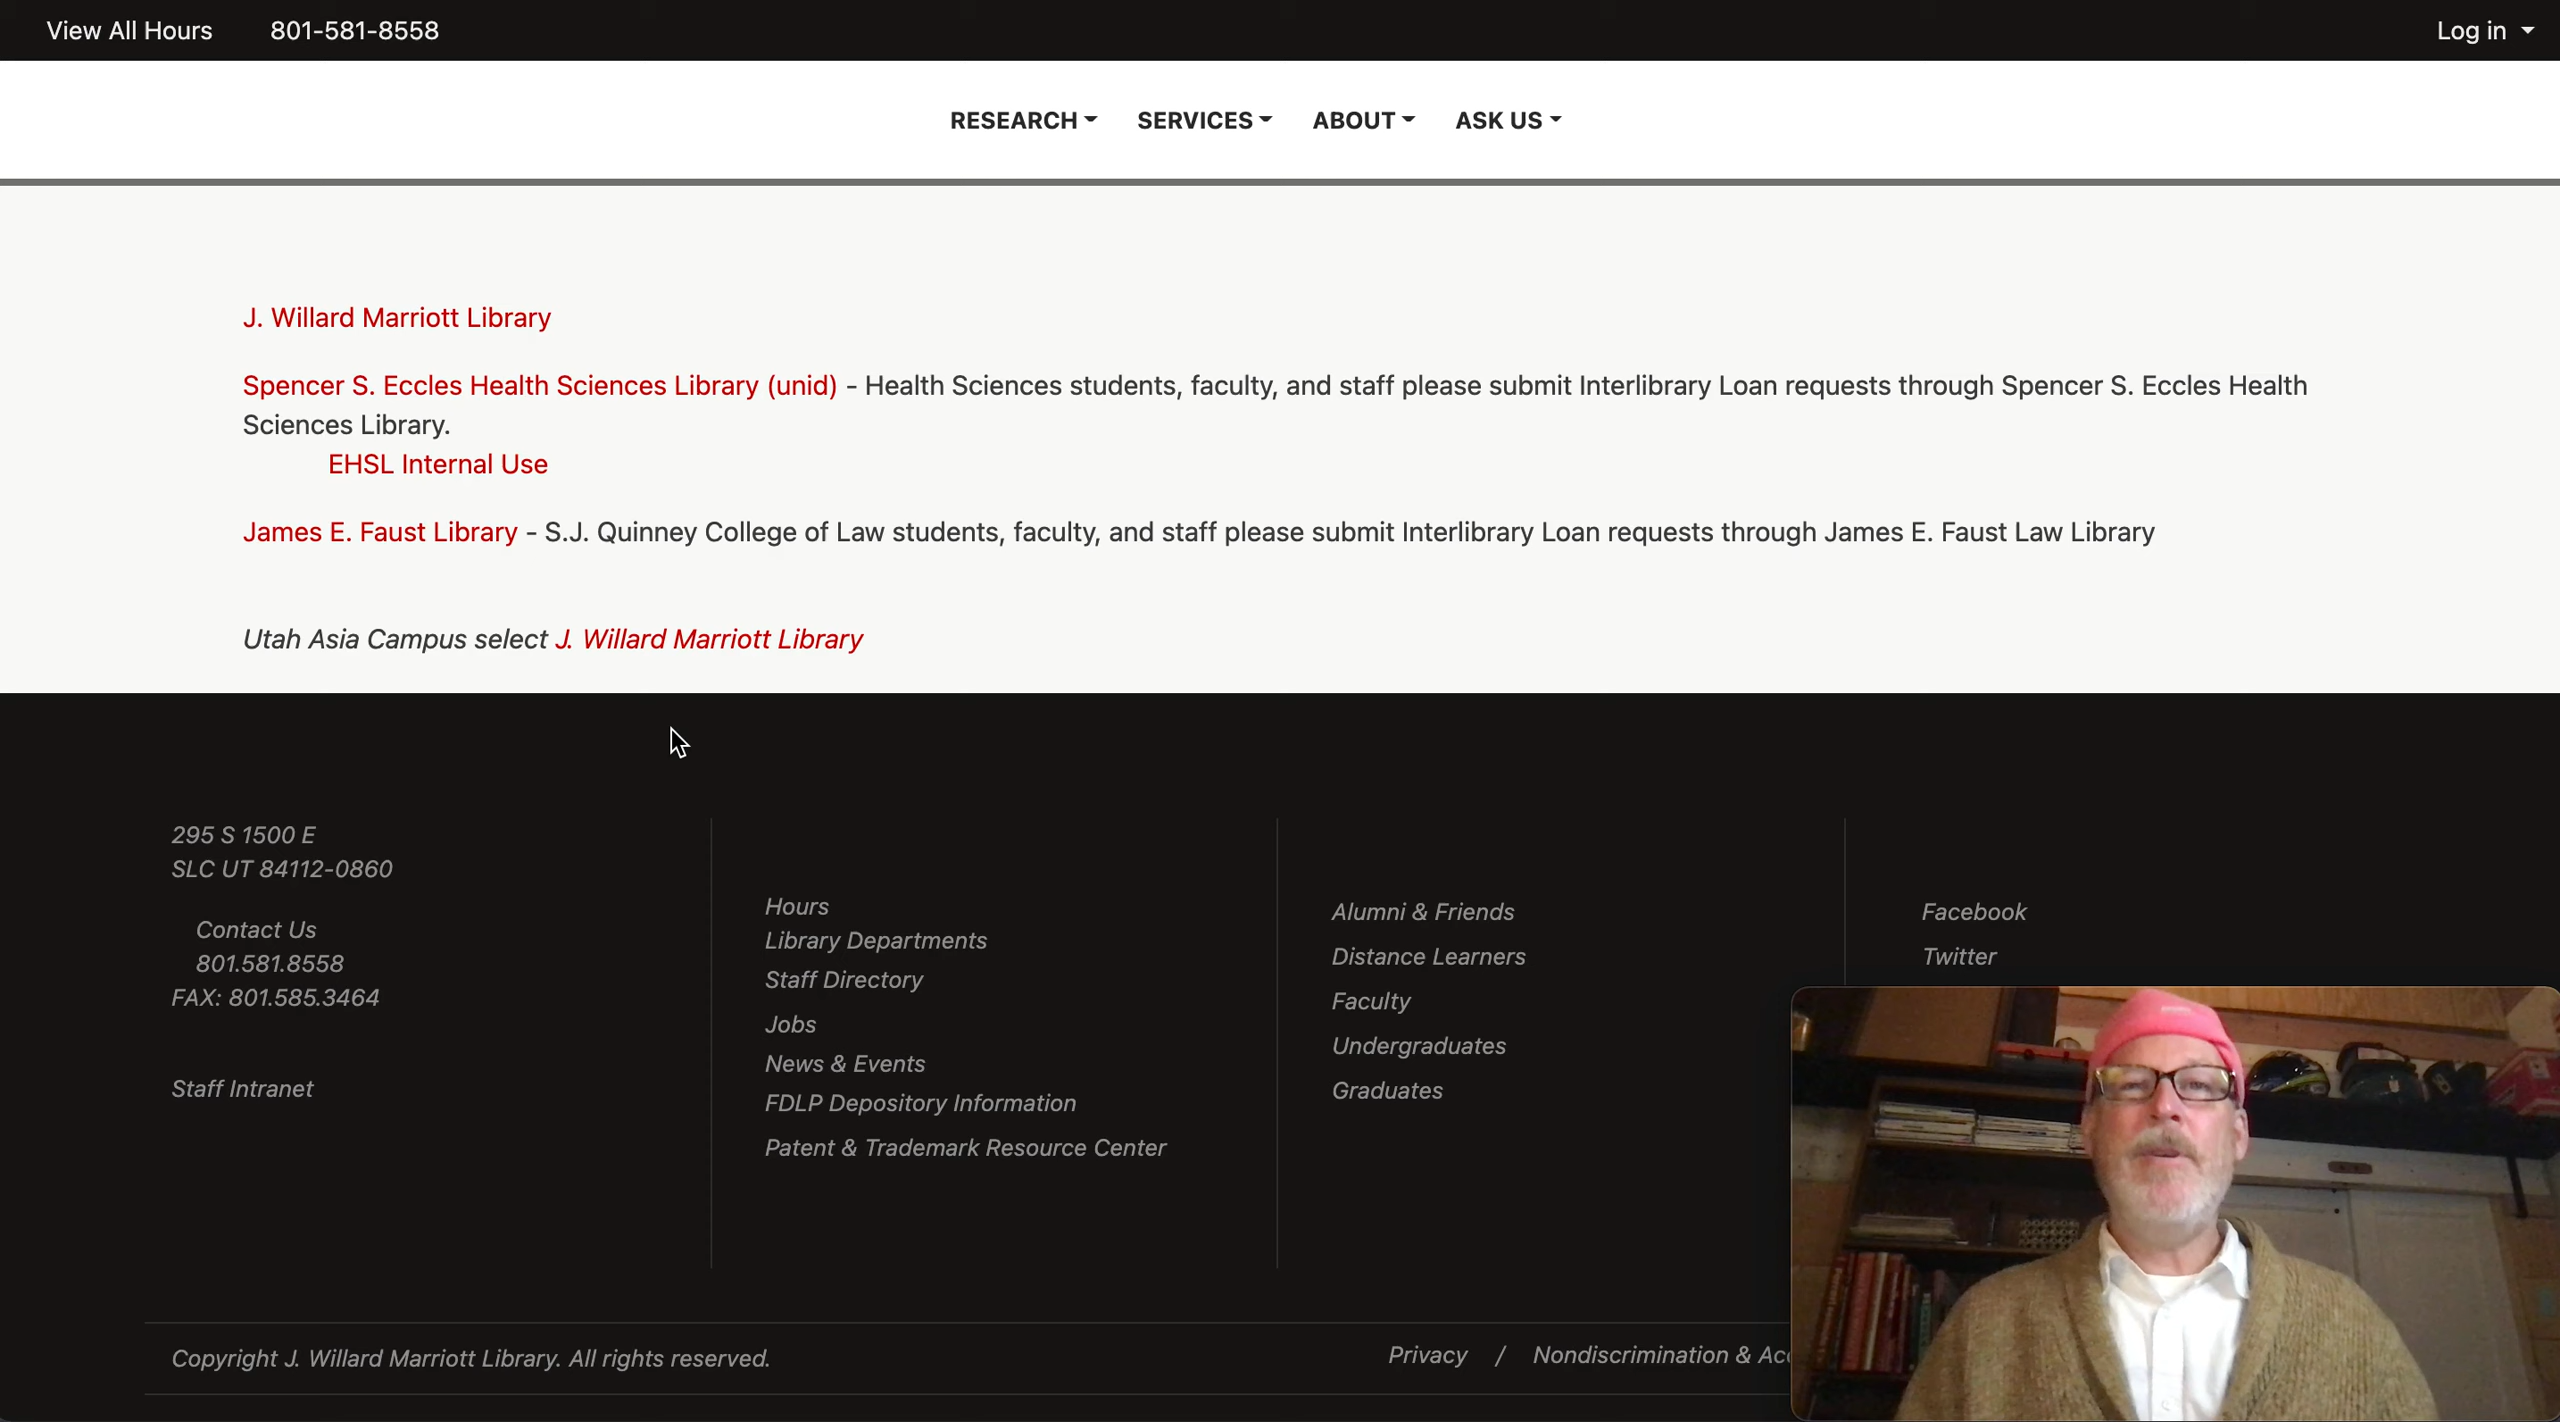 View All Hours 801-581-8558 Log in
RESEARCH SERVICES ABOUT ASK US
J. Willard Marriott Library
Spencer S. Eccles Health Sciences Library (unid) - Health Sciences students, faculty, and staff please submit Interlibrary Loan requests through Spencer S. Eccles Health
Sciences Library.
EHSL Internal Use
James E. Faust Library - S.J. Quinney College of Law students, faculty, and staff please submit Interlibrary Loan requests through James E. Faust Law Library
Utah Asia Campus select J. Willard Marriott Library
295 S 1500 E
SLC UT 84112-0860
Contact Us
801.581.8558
FAX: 801.585.3464
Staff Intranet
Hours
Library Departments
Staff Directory
Jobs
News & Events
FDLP Depository Information
Patent & Trademark Resource Center
Alumni & Friends
Distance Learners
Faculty
Undergraduates
Graduates
Facebook
Twitter
Copyright J. Willard Marriott Library. All rights reserved.
Privacy / Nondiscrimination &